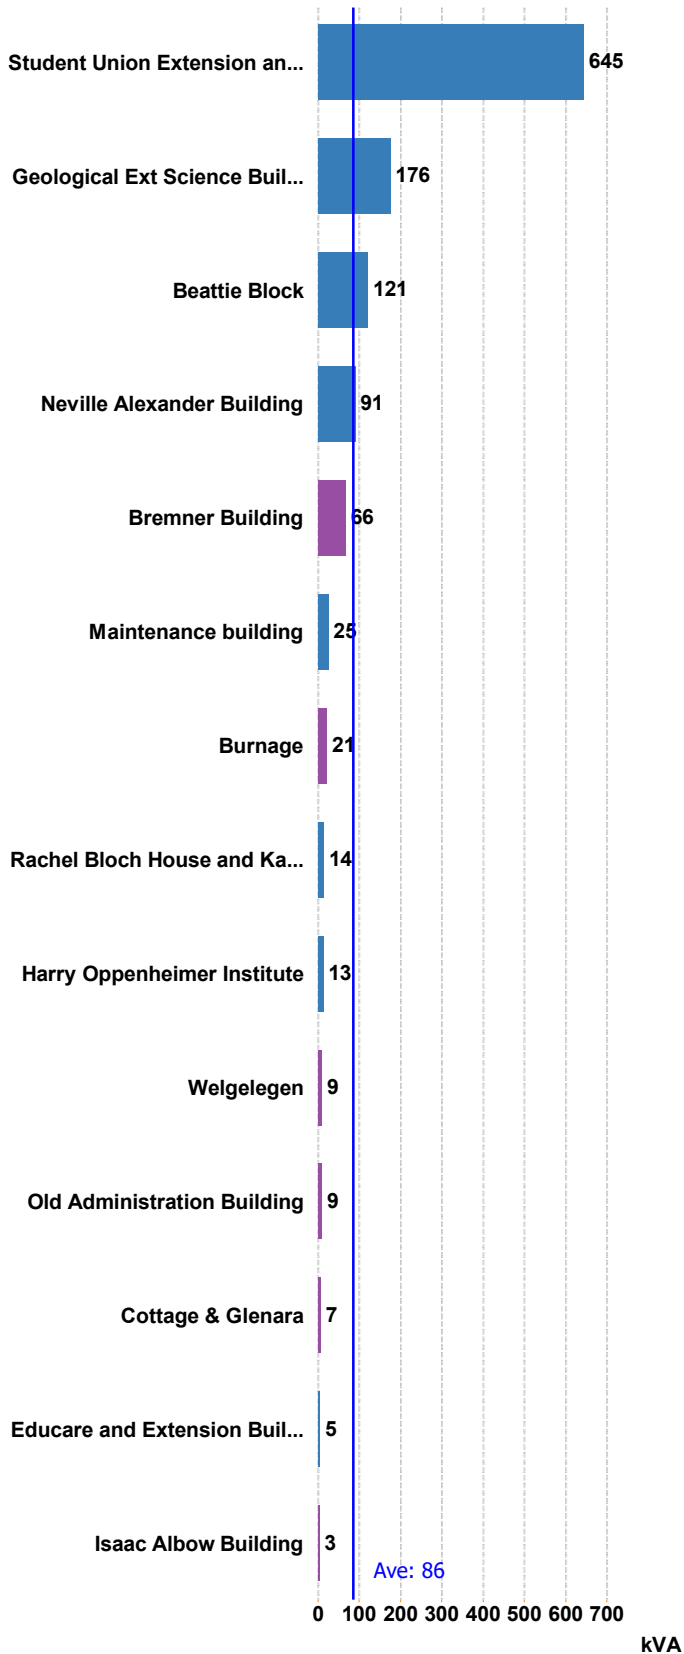 Student Union Extension an... 645
Geological Ext Science Buil... 176
Beattie Block 121
Neville Alexander Building 91
Bremner Building 66
Maintenance building 25
Burnage 21
Rachel Bloch House and Ka... 14
Harry Oppenheimer Institute 13
Welgelegen 9
Old Administration Building 9
Cottage & Glenara 7
Educare and Extension Buil... 5
Isaac Albow Building 3
Ave: 86
0 100 200 300 400 500 600 700
kVA